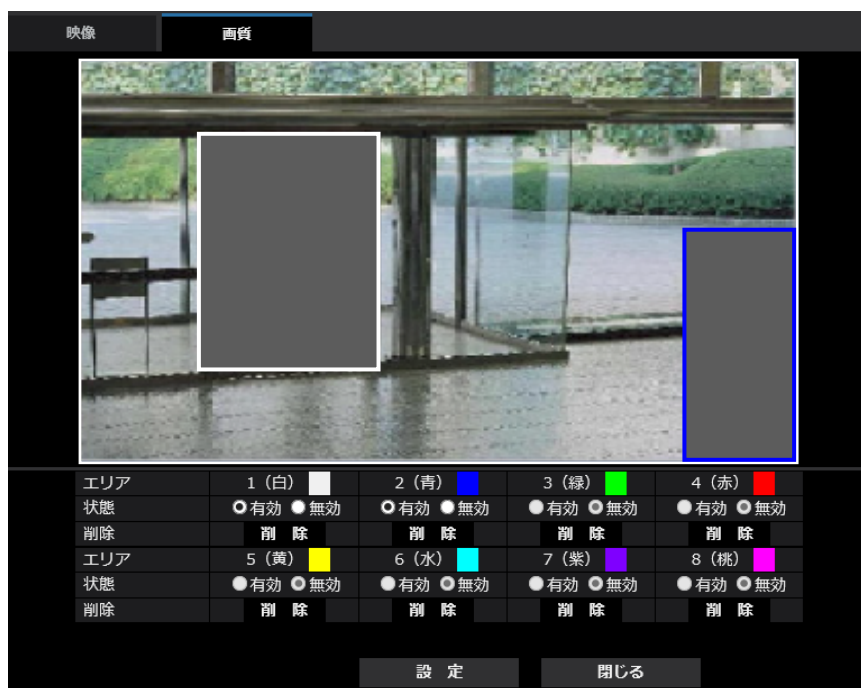 映像 画質
エリア 1（白） 2（青） 3（緑） 4（赤）
状態 有効 無効 有効 無効 有効 無効 有効 無効
削除 削 除 削 除 削 除 削 除
エリア 5（黄） 6（水） 7（紫） 8（桃）
状態 有効 無効 有効 無効 有効 無効 有効 無効
削除 削 除 削 除 削 除 削 除
設 定 閉じる